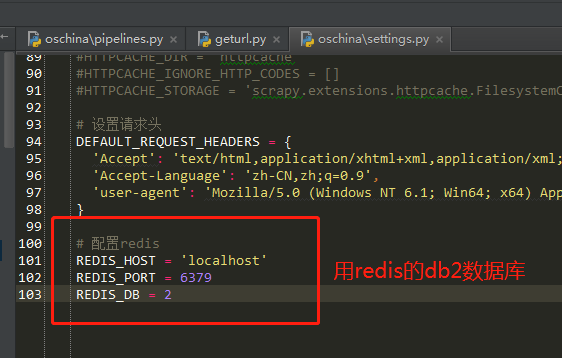 oschina\pipelines.py × geturl.py × oschina\settings.py ×
89 #HTTPCACHE_DIR = 'httpcache'
90 #HTTPCACHE_IGNORE_HTTP_CODES = []
91 #HTTPCACHE_STORAGE = 'scrapy.extensions.httpcache.FilesystemC
92
93 # 设置请求头
94 DEFAULT_REQUEST_HEADERS = {
95 'Accept': 'text/html,application/xhtml+xml,application/xml;
96 'Accept-Language': 'zh-CN,zh;q=0.9',
97 'user-agent': 'Mozilla/5.0 (Windows NT 6.1; Win64; x64) App
98 }
99
100 # 配置redis
101 REDIS_HOST = 'localhost'
102 REDIS_PORT = 6379
103 REDIS_DB = 2
用redis的db2数据库